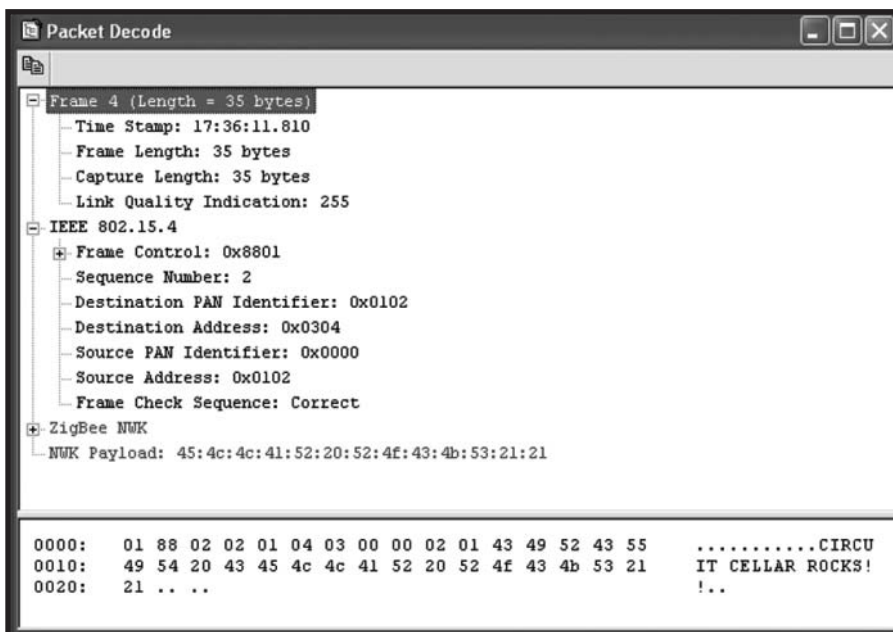 Packet Decode
Frame 4 (Length = 35 bytes)
Time Stamp: 17:36:11.810
Frame Length: 35 bytes
Capture Length: 35 bytes
Link Quality Indication: 255
IEEE 802.15.4
Frame Control: 0x8801
Sequence Number: 2
Destination PAN Identifier: 0x0102
Destination Address: 0x0304
Source PAN Identifier: 0x0000
Source Address: 0x0102
Frame Check Sequence: Correct
ZigBee NWK
NWK Payload: 45:4c:4c:41:52:20:52:4f:43:4b:53:21:21
0000: 01 88 02 02 01 04 03 00 00 02 01 43 49 52 43 55 ...........CIRCU
0010: 49 54 20 43 45 4c 4c 41 52 20 52 4f 43 4b 53 21 IT CELLAR ROCKS!
0020: 21 .. .. !..